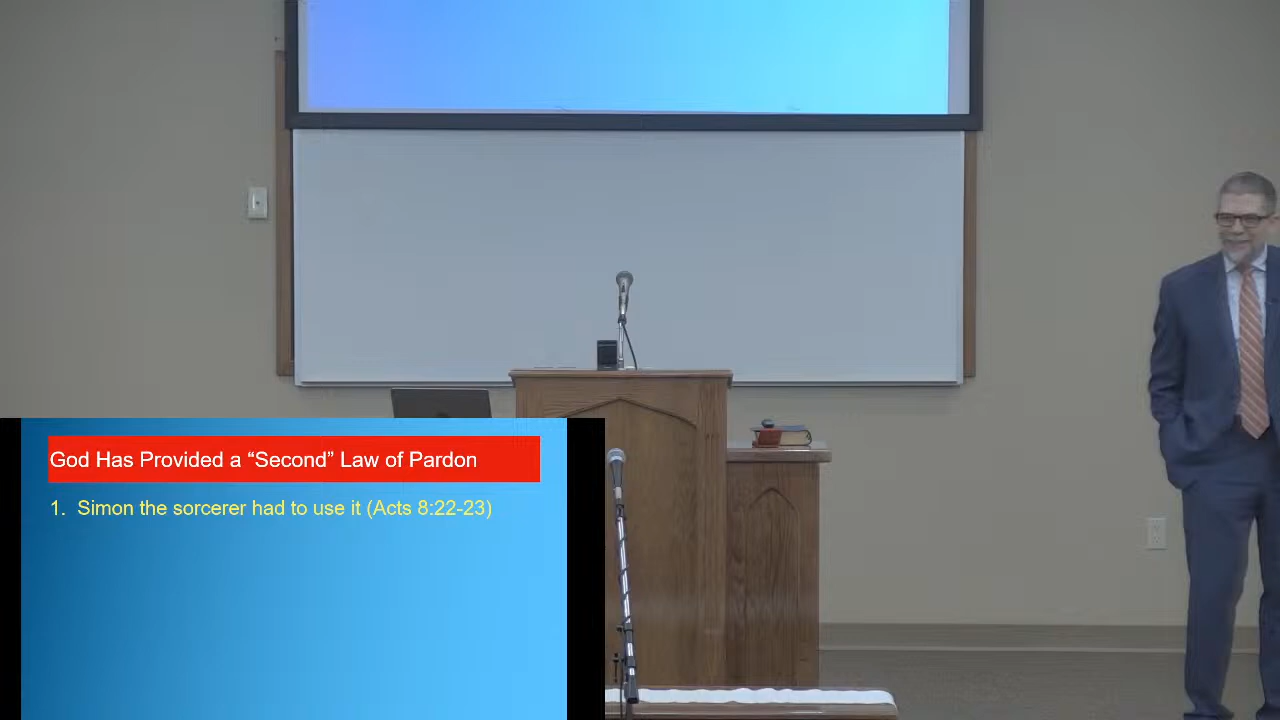 God Has Provided a “Second” Law of Pardon
1. Simon the sorcerer had to use it (Acts 8:22-23)